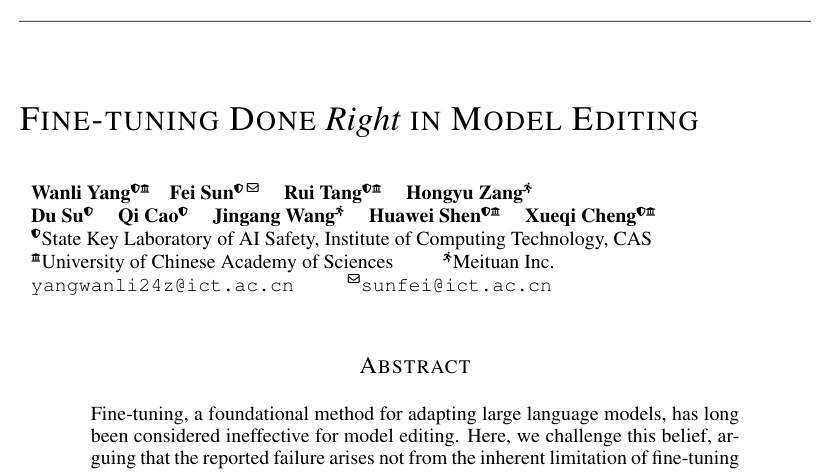 FINE-TUNING DONE Right IN MODEL EDITING
Wanli Yang Fei Sun Rui Tang Hongyu Zang
Du Su Qi Cao Jingang Wang Huawei Shen Xueqi Cheng
State Key Laboratory of AI Safety, Institute of Computing Technology, CAS
University of Chinese Academy of Sciences Meituan Inc.
yangwanli24z@ict.ac.cn sunfei@ict.ac.cn
ABSTRACT
Fine-tuning, a foundational method for adapting large language models, has long
been considered ineffective for model editing. Here, we challenge this belief, ar-
guing that the reported failure arises not from the inherent limitation of fine-tuning